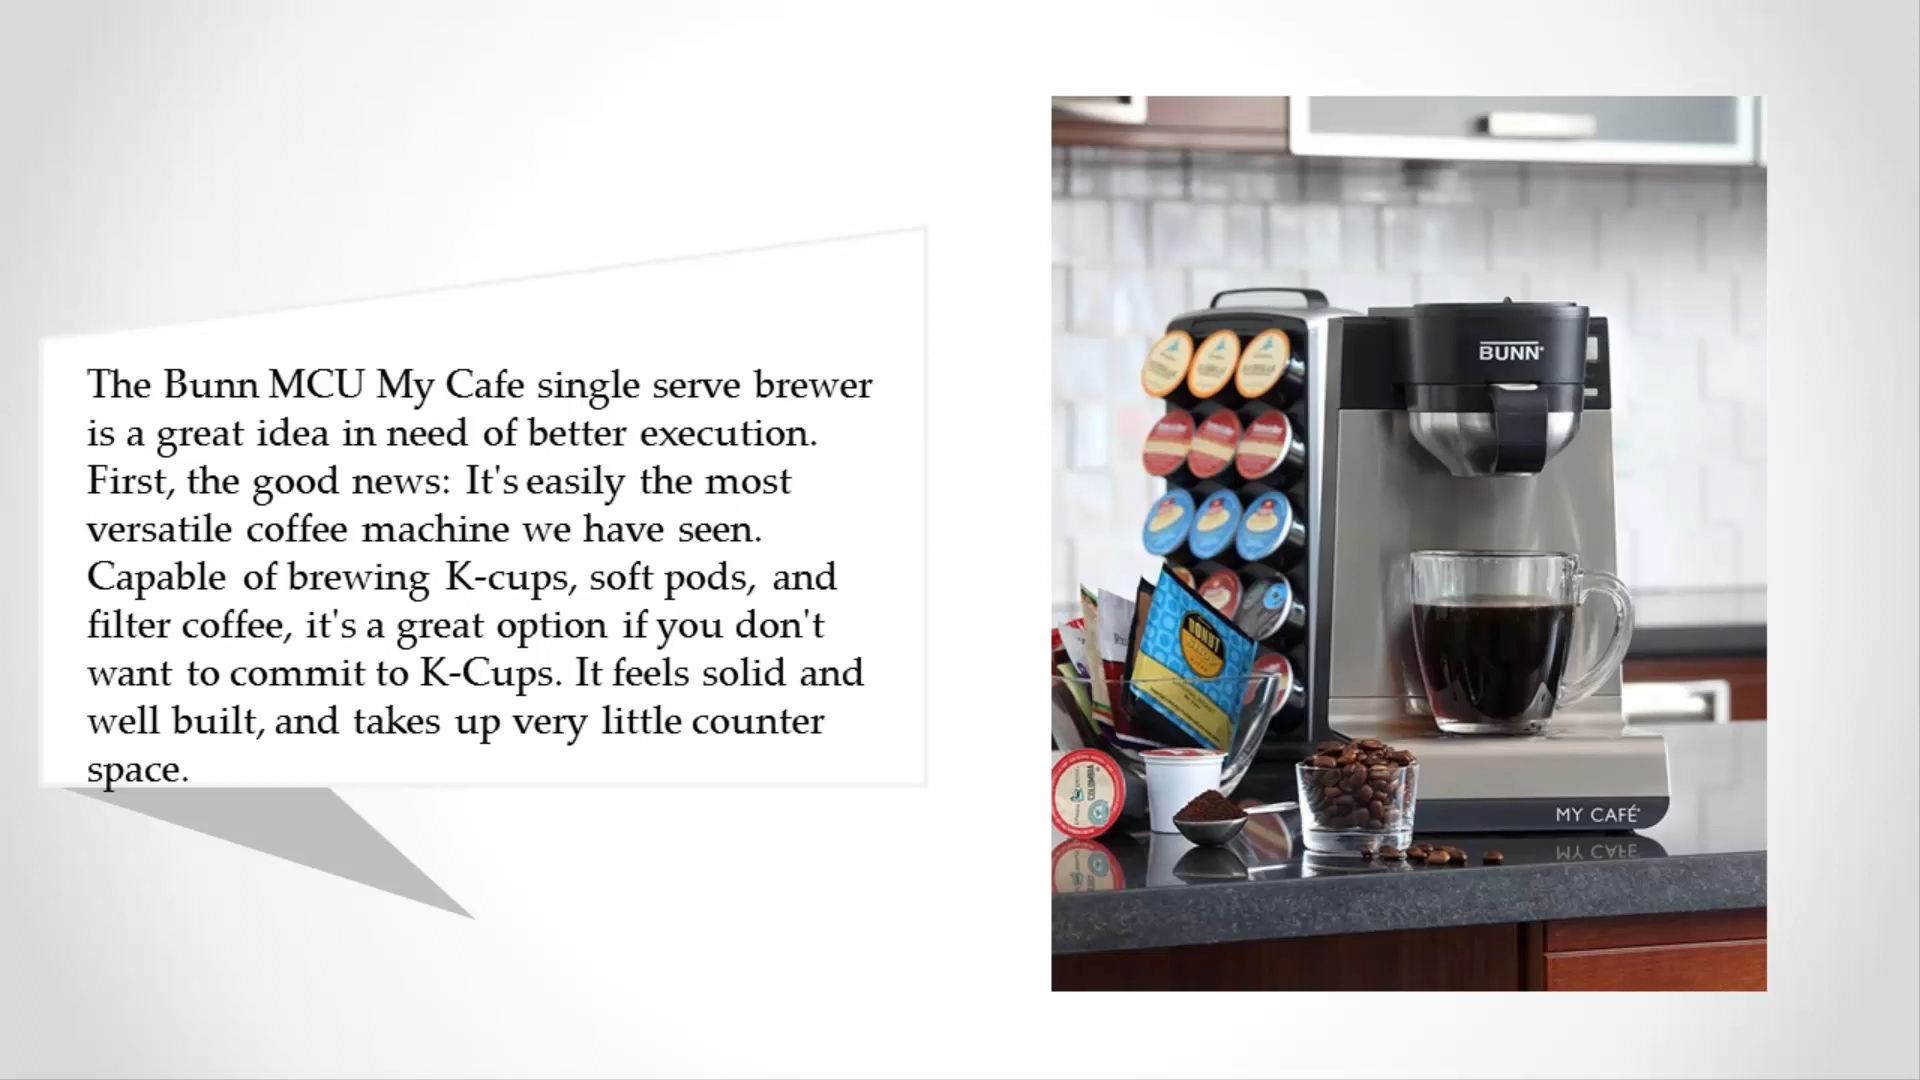 The Bunn MCU My Cafe single serve brewer
is a great idea in need of better execution.
First, the good news: It's easily the most
versatile coffee machine we have seen.
Capable of brewing K-cups, soft pods, and
filter coffee, it's a great option if you don't
want to commit to K-Cups. It feels solid and
well built, and takes up very little counter
space.
BUNN
DONUT
COLOMBIA
MY CAFÉ